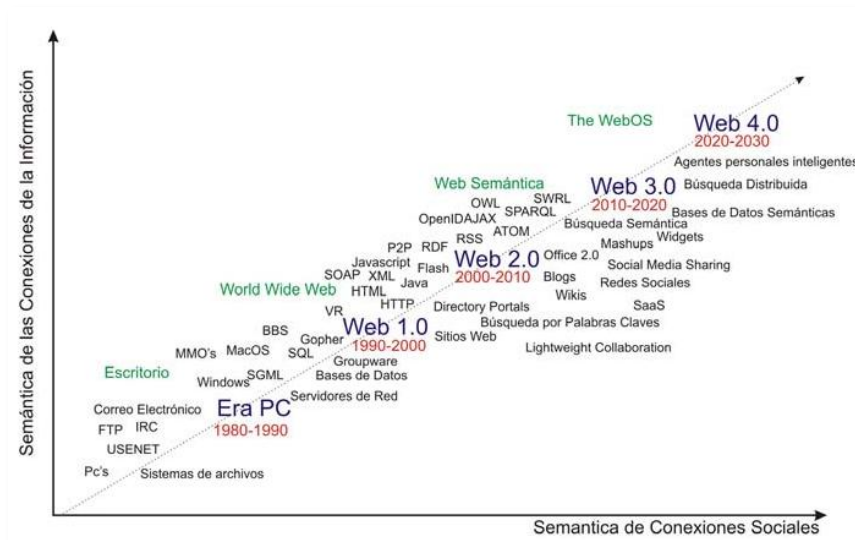 Semántica de las Conexiones de la Información
The WebOS
Web 4.0
2020-2030
Agentes personales inteligentes
Web Semántica
Web 3.0
2010-2020
Búsqueda Distribuida
OWL
SWRL
SPARQL
Bases de Datos Semánticas
OpenIDAJAX
Búsqueda Semántica
ATOM
RSS
Widgets
Mashups
P2P
RDF
Web 2.0
2000-2010
Office 2.0
Javascript
Flash
Social Media Sharing
SOAP
XML
Java
Blogs
Redes Sociales
World Wide Web
HTML
Wikis
HTTP
Directory Portals
SaaS
VR
Web 1.0
1990-2000
Búsqueda por Palabras Claves
BBS
Gopher
Sitios Web
Lightweight Collaboration
MMO's
MacOS
SQL
Groupware
Escritorio
SGML
Bases de Datos
Windows
Servidores de Red
Correo Electrónico
Era PC
1980-1990
FTP
IRC
USENET
Pc's
Sistemas de archivos
Semantica de Conexiones Sociales